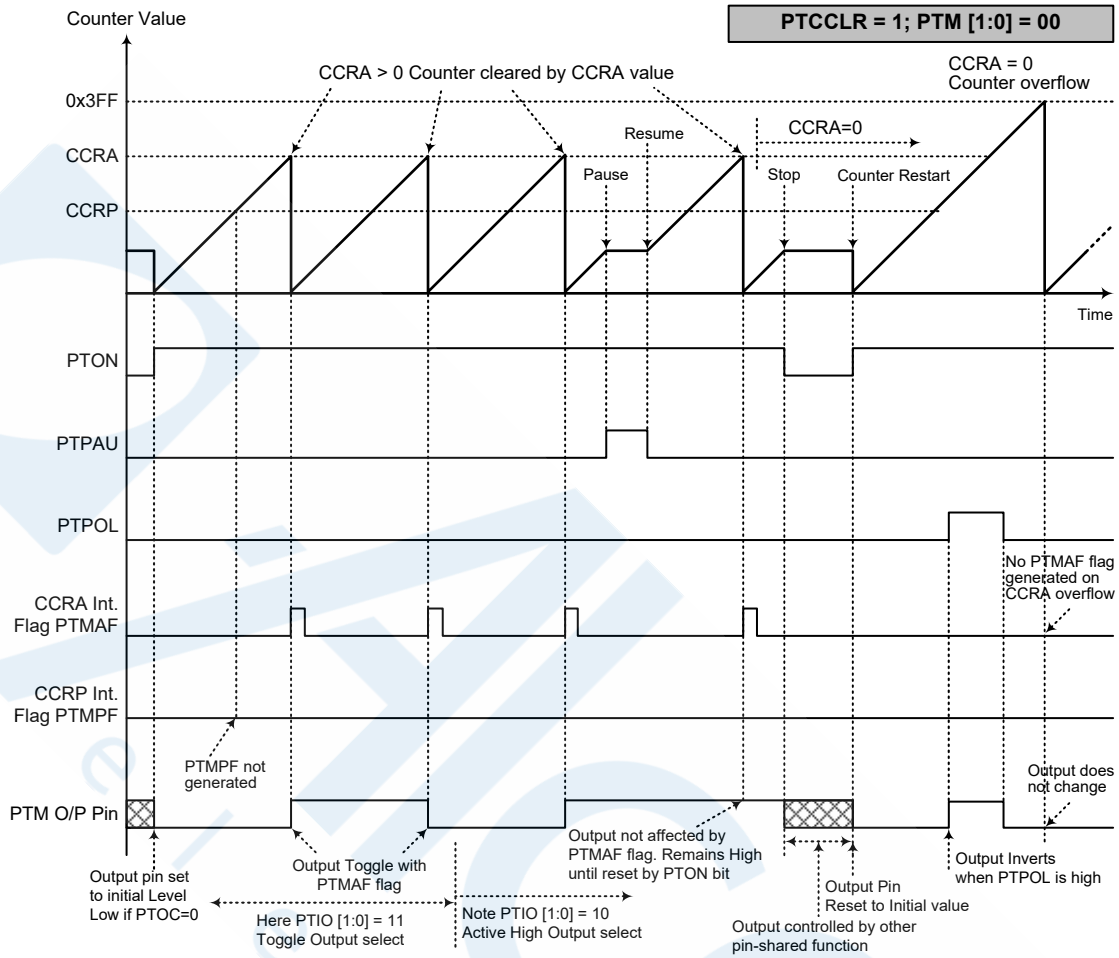 Counter Value
PTCCLR = 1; PTM [1:0] = 00
CCRA > 0 Counter cleared by CCRA value
CCRA = 0
Counter overflow
0x3FF
Resume
CCRA=0
CCRA
Pause
Stop
Counter Restart
CCRP
Time
PTON
PTPAU
PTPOL
No PTMAF flag
generated on
CCRA overflow
CCRA Int.
Flag PTMAF
CCRP Int.
Flag PTMPF
PTMPF not
generated
Output does
not change
PTM O/P Pin
Output not affected by
PTMAF flag. Remains High
until reset by PTON bit
Output Toggle with
PTMAF flag
Output Inverts
when PTPOL is high
Output pin set
to initial Level
Low if PTOC=0
Output Pin
Reset to Initial value
Here PTIO [1:0] = 11
Toggle Output select
Note PTIO [1:0] = 10
Active High Output select
Output controlled by other
pin-shared function